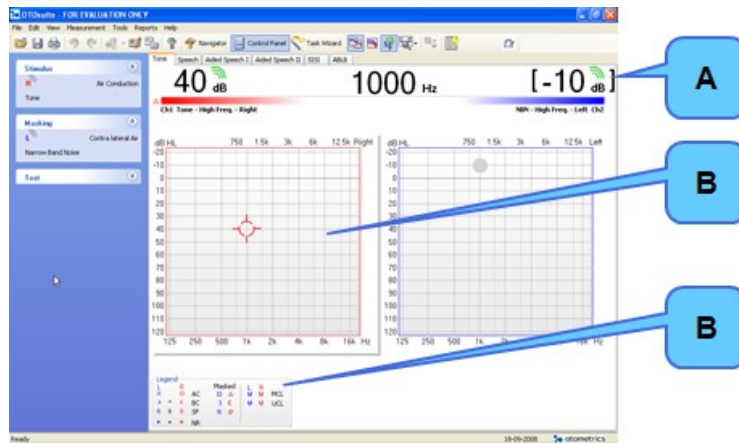 OTOsuite - FOR EVALUATION ONLY
File Edit View Measurement Tools Reports Help
Navigator Control Panel Task Wizard
Tone Speech Aided Speech I Aided Speech II SISI ABLB
Stimulus
R Air Conduction
Tone
Masking
L Contra lateral Air
Narrow Band Noise
Test
40 dB 1000 Hz [-10 dB]
Ch1 Tone - High Freq. - Right NBN - High Freq. - Left Ch2
dB HL 750 1.5k 3k 6k 12.5k Right
-20
-10
0
10
20
30
40
50
60
70
80
90
100
110
120
125 250 500 1k 2k 4k 8k 16k Hz
dB HL 750 1.5k 3k 6k 12.5k Left
-20
-10
0
10
20
30
40
50
60
70
80
90
100
110
120
125 250 500 1k 16k Hz
A
B
B
Legend
L R Masked L R
AC M M MCL
BC UCL
SF
NR
Ready 18-09-2008 otometrics